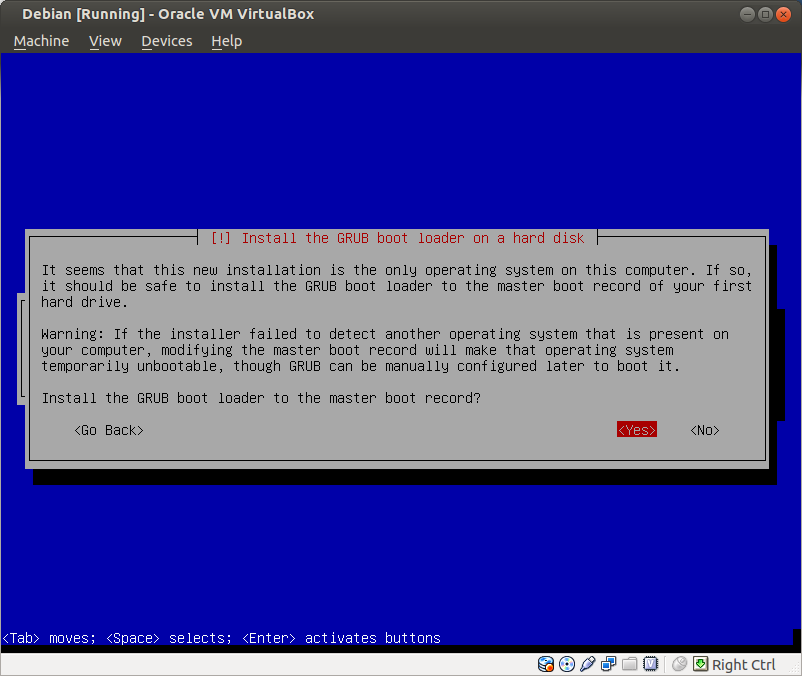 Debian [Running] - Oracle VM VirtualBox
Machine View Devices Help
[!] Install the GRUB boot loader on a hard disk
It seems that this new installation is the only operating system on this computer. If so,
it should be safe to install the GRUB boot loader to the master boot record of your first
hard drive.
Warning: If the installer failed to detect another operating system that is present on
your computer, modifying the master boot record will make that operating system
temporarily unbootable, though GRUB can be manually configured later to boot it.
Install the GRUB boot loader to the master boot record?
<Go Back> <Yes> <No>
<Tab> moves; <Space> selects; <Enter> activates buttons
Right Ctrl